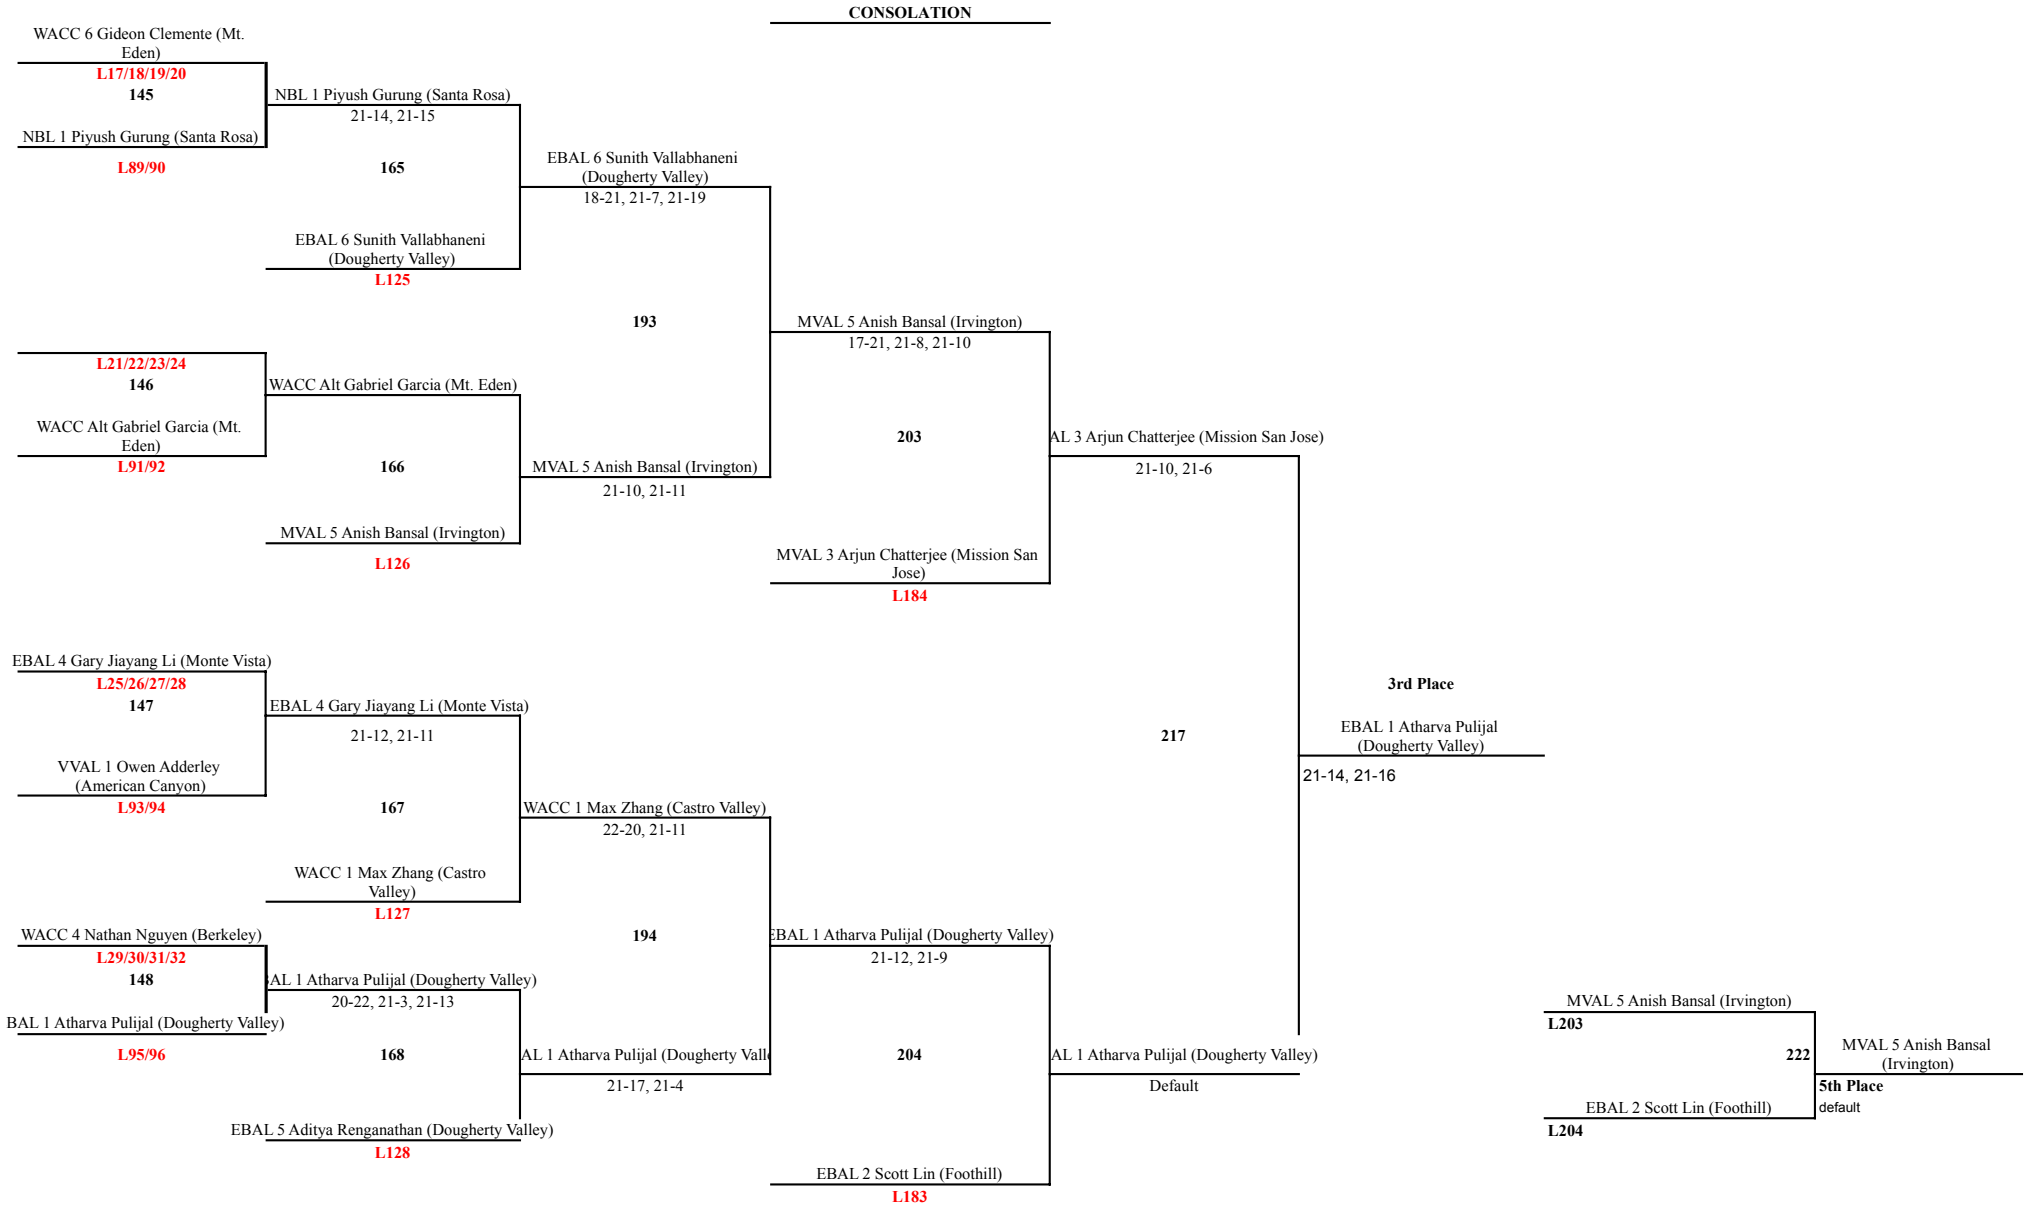 CONSOLATION
WACC 6 Gideon Clemente (Mt.
Eden)
L17/18/19/20
145
NBL 1 Piyush Gurung (Santa Rosa)
L89/90
NBL 1 Piyush Gurung (Santa Rosa)
21-14, 21-15
165
EBAL 6 Sunith Vallabhaneni
(Dougherty Valley)
L125
EBAL 6 Sunith Vallabhaneni
(Dougherty Valley)
18-21, 21-7, 21-19
193
L21/22/23/24
146
WACC Alt Gabriel Garcia (Mt.
Eden)
L91/92
WACC Alt Gabriel Garcia (Mt. Eden)
166
MVAL 5 Anish Bansal (Irvington)
L126
MVAL 5 Anish Bansal (Irvington)
21-10, 21-11
MVAL 5 Anish Bansal (Irvington)
17-21, 21-8, 21-10
203
MVAL 3 Arjun Chatterjee (Mission San
Jose)
L184
AL 3 Arjun Chatterjee (Mission San Jose)
21-10, 21-6
EBAL 4 Gary Jiayang Li (Monte Vista)
L25/26/27/28
147
VVAL 1 Owen Adderley
(American Canyon)
L93/94
EBAL 4 Gary Jiayang Li (Monte Vista)
21-12, 21-11
167
WACC 1 Max Zhang (Castro
Valley)
L127
WACC 1 Max Zhang (Castro Valley)
22-20, 21-11
194
WACC 4 Nathan Nguyen (Berkeley)
L29/30/31/32
148
BAL 1 Atharva Pulijal (Dougherty Valley)
L95/96
BAL 1 Atharva Pulijal (Dougherty Valley)
20-22, 21-3, 21-13
168
EBAL 5 Aditya Renganathan (Dougherty Valley)
L128
AL 1 Atharva Pulijal (Dougherty Valle
21-17, 21-4
EBAL 1 Atharva Pulijal (Dougherty Valley)
21-12, 21-9
204
EBAL 2 Scott Lin (Foothill)
L183
AL 1 Atharva Pulijal (Dougherty Valley)
Default
217
3rd Place
EBAL 1 Atharva Pulijal
(Dougherty Valley)
21-14, 21-16
MVAL 5 Anish Bansal (Irvington)
L203
222
EBAL 2 Scott Lin (Foothill)
L204
MVAL 5 Anish Bansal
(Irvington)
5th Place
default